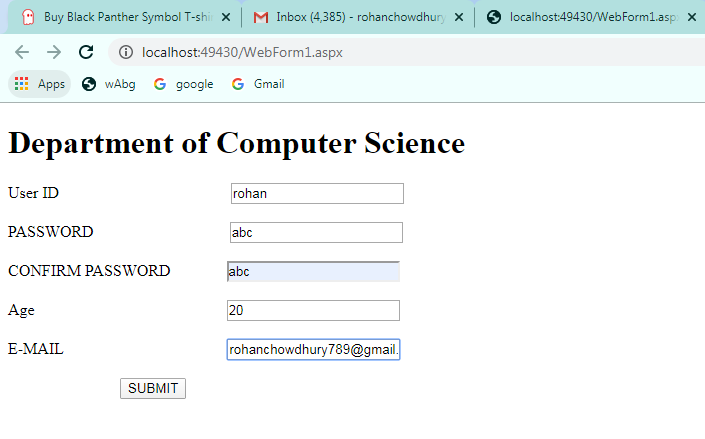 Buy Black Panther Symbol T-shi
Inbox (4,385) - rohanchowdhury
localhost:49430/WebForm1.aspx
localhost:49430/WebForm1.aspx
Apps wAbg google Gmail
Department of Computer Science
User ID rohan
PASSWORD abc
CONFIRM PASSWORD abc
Age 20
E-MAIL rohanchowdhury789@gmail.
SUBMIT